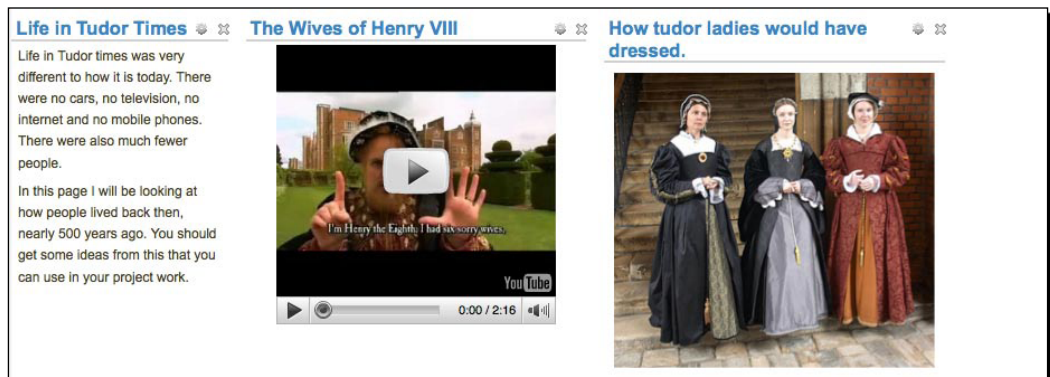 Life in Tudor Times
Life in Tudor times was very
different to how it is today. There
were no cars, no television, no
internet and no mobile phones.
There were also much fewer
people.
In this page I will be looking at
how people lived back then,
nearly 500 years ago. You should
get some ideas from this that you
can use in your project work.
The Wives of Henry VIII
I'm Henry the Eighth, I had six sorry wives,
YouTube
0:00 / 2:16
How tudor ladies would have
dressed.